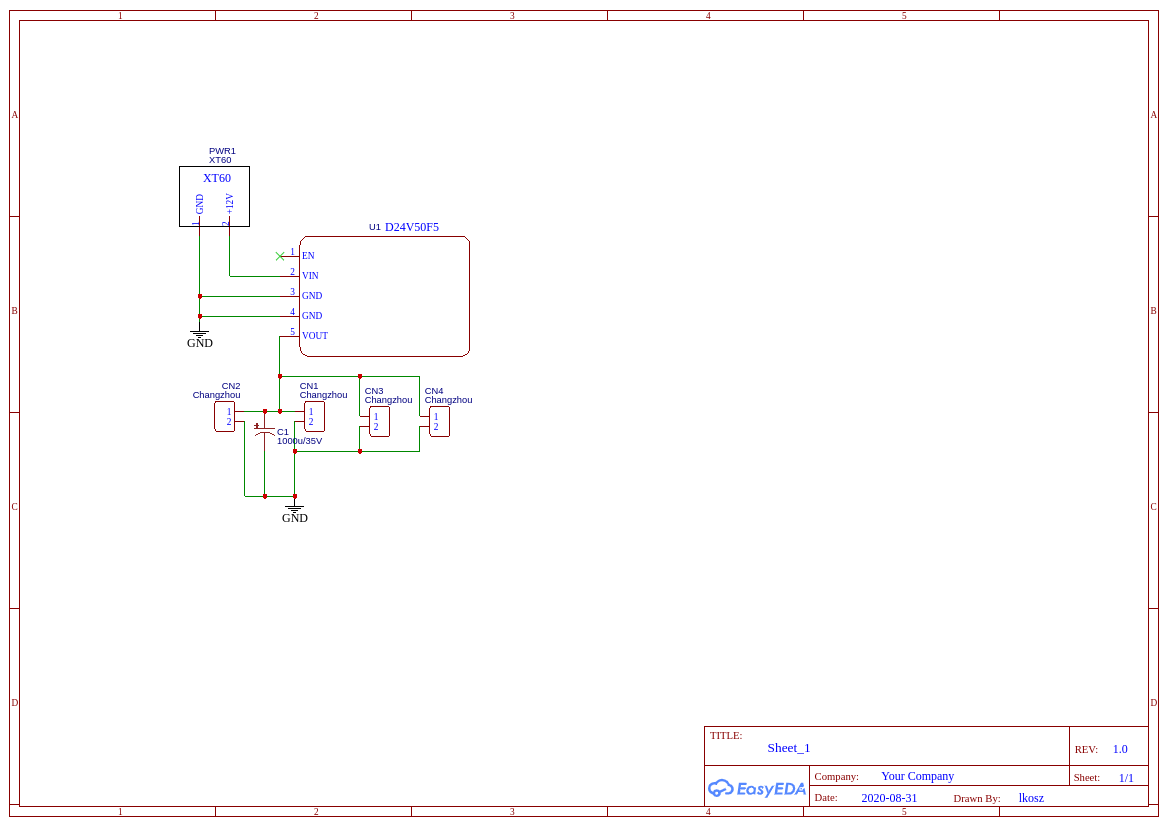 1 2 3 4 5
A A
PWR1
XT60
XT60
GND +12V
1 2
U1 D24V50F5
1 EN
2 VIN
3 GND
4 GND
5 VOUT
B B
GND
CN2
Changzhou
1
2
CN1
Changzhou
1
2
CN3
Changzhou
1
2
CN4
Changzhou
1
2
+
C1
1000u/35V
C C
GND
D D
TITLE:
Sheet_1
REV: 1.0
EasyEDA
Company: Your Company
Sheet: 1/1
Date: 2020-08-31 Drawn By: lkosz
1 2 3 4 5